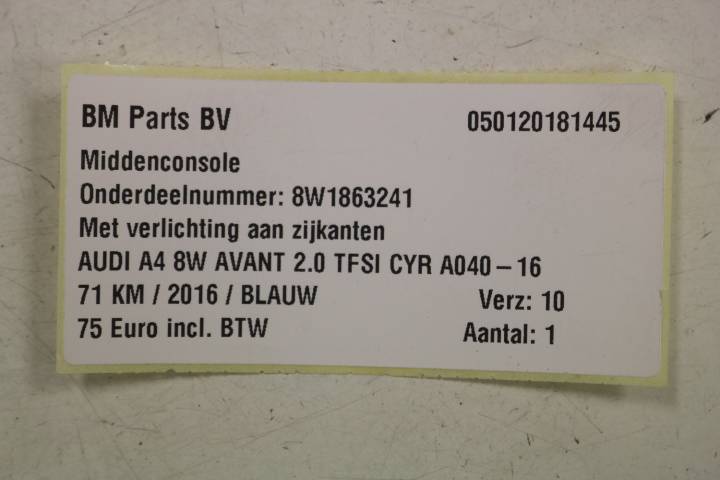 BM Parts BV 050120181445
Middenconsole
Onderdeelnummer: 8W1863241
Met verlichting aan zijkanten
AUDI A4 8W AVANT 2.0 TFSI CYR A040 – 16
71 KM / 2016 / BLAUW Verz: 10
75 Euro incl. BTW Aantal: 1